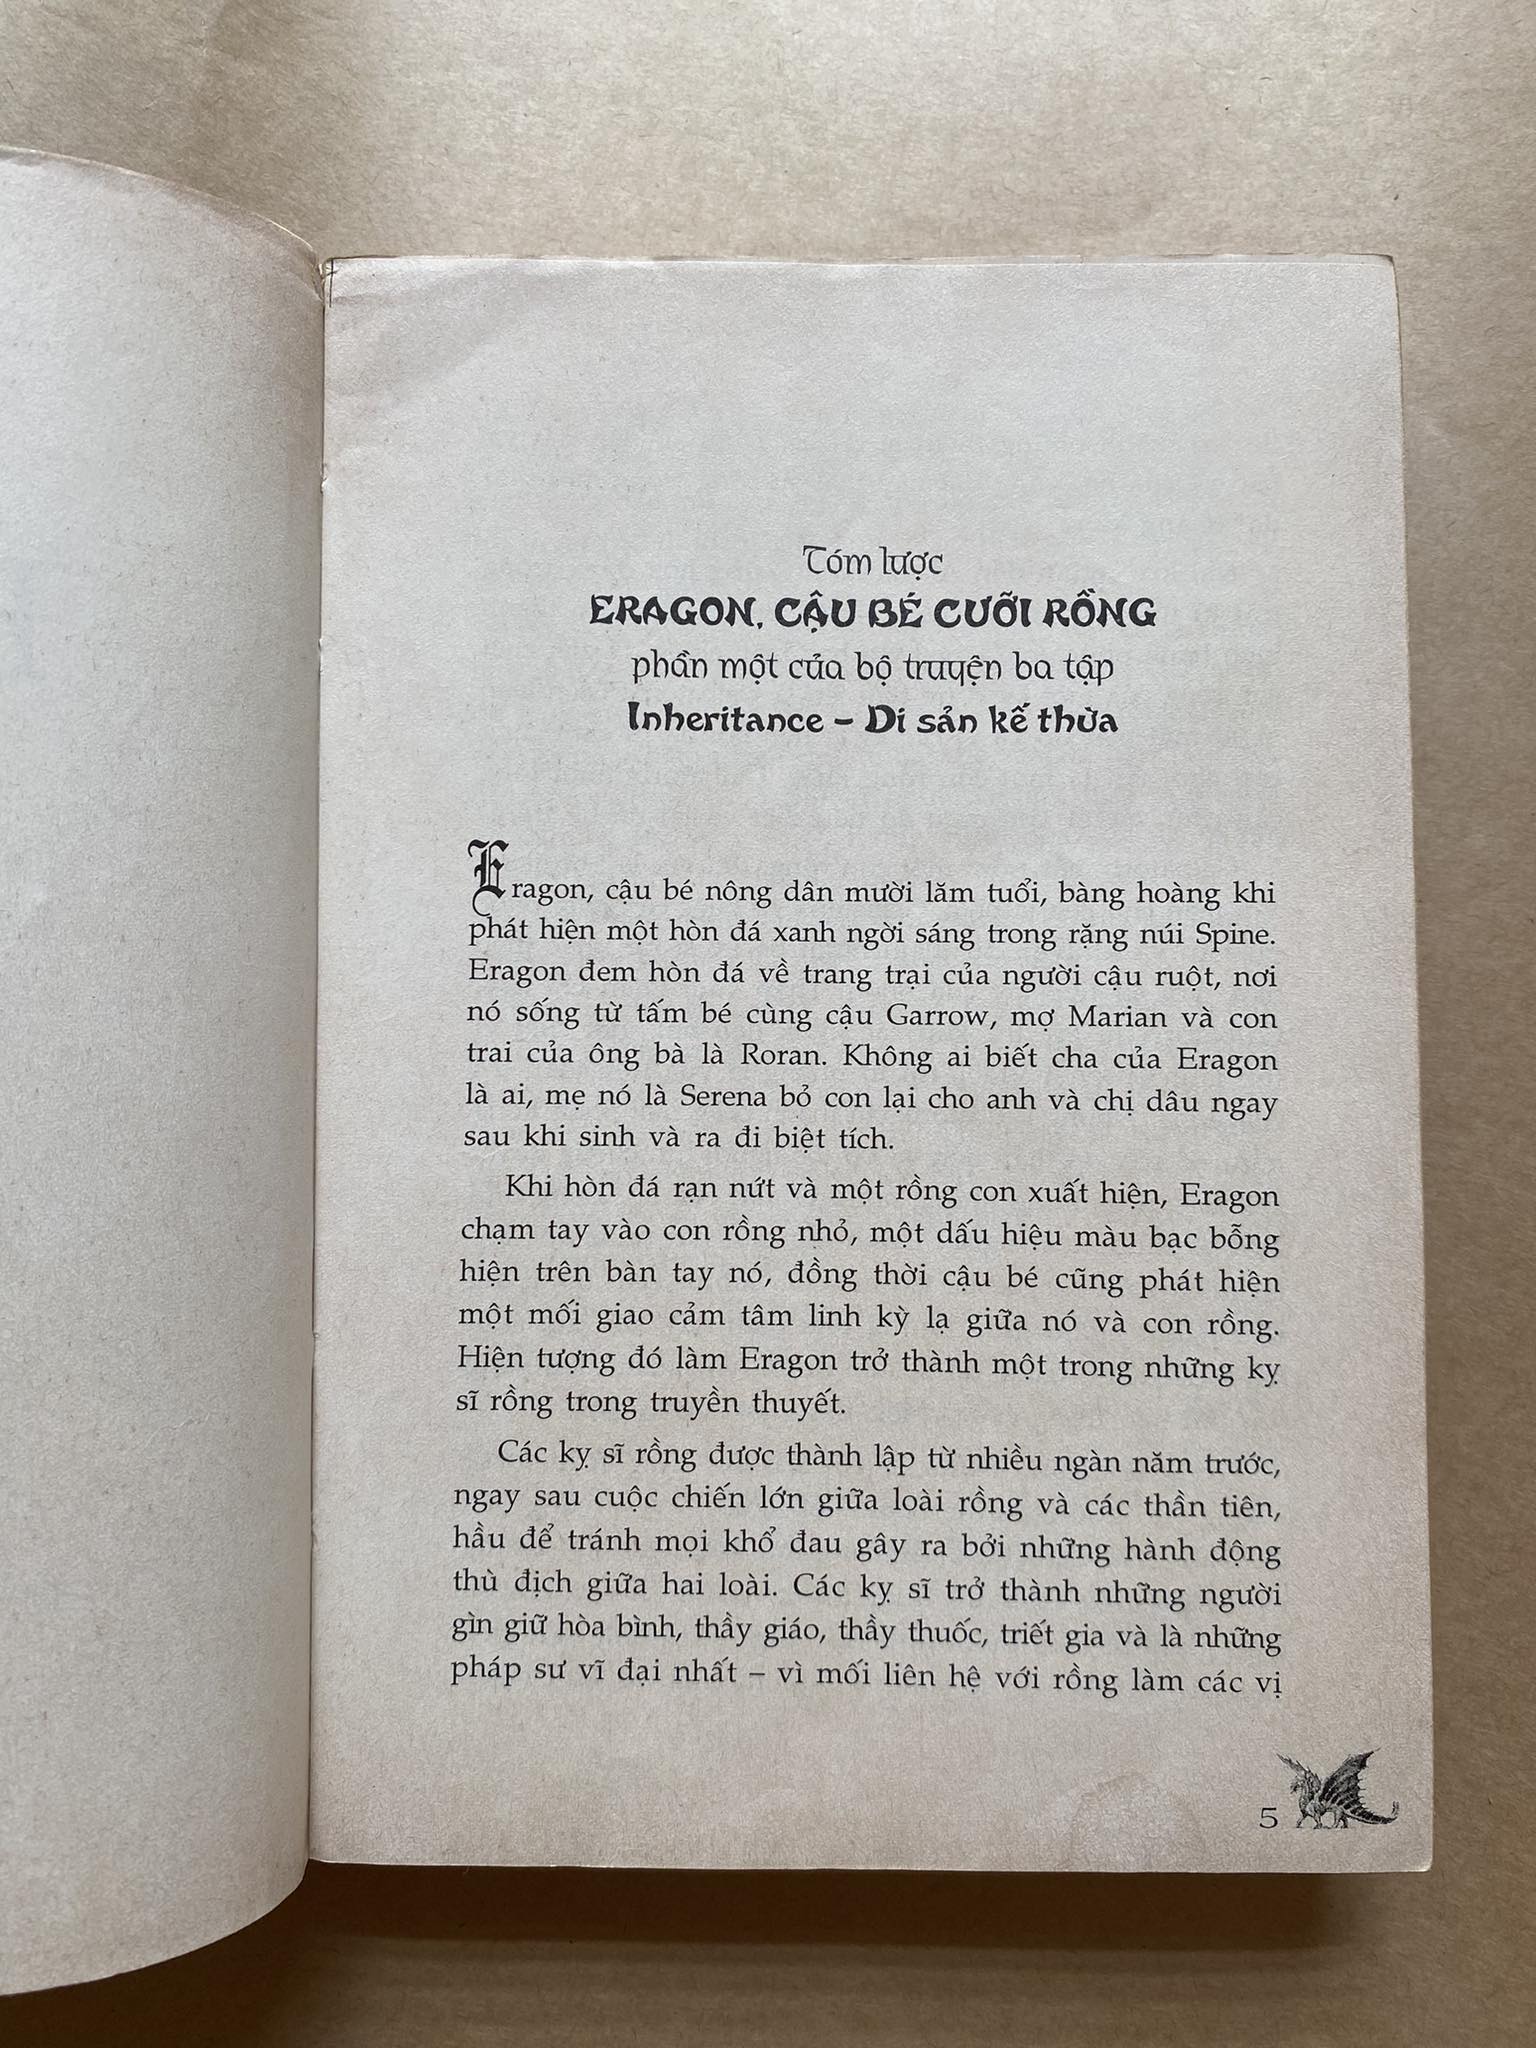 Tóm lược
ERAGON, CẬU BÉ CƯỠI RỒNG
phần một của bộ truyện ba tập
Inheritance – Di sản kế thừa
Eragon, cậu bé nông dân mười lăm tuổi, bàng hoàng khi
phát hiện một hòn đá xanh ngời sáng trong rặng núi Spine.
Eragon đem hòn đá về trang trại của người cậu ruột, nơi
nó sống từ tấm bé cùng cậu Garrow, mợ Marian và con
trai của ông bà là Roran. Không ai biết cha của Eragon
là ai, mẹ nó là Serena bỏ con lại cho anh và chị dâu ngay
sau khi sinh và ra đi biệt tích.
Khi hòn đá rạn nứt và một rồng con xuất hiện, Eragon
chạm tay vào con rồng nhỏ, một dấu hiệu màu bạc bỗng
hiện trên bàn tay nó, đồng thời cậu bé cũng phát hiện
một mối giao cảm tâm linh kỳ lạ giữa nó và con rồng.
Hiện tượng đó làm Eragon trở thành một trong những kỵ
sĩ rồng trong truyền thuyết.
Các kỵ sĩ rồng được thành lập từ nhiều ngàn năm trước,
ngay sau cuộc chiến lớn giữa loài rồng và các thần tiên,
hầu để tránh mọi khổ đau gây ra bởi những hành động
thù địch giữa hai loài. Các kỵ sĩ trở thành những người
gìn giữ hòa bình, thầy giáo, thầy thuốc, triết gia và là những
pháp sư vĩ đại nhất – vì mối liên hệ với rồng làm các vị
5